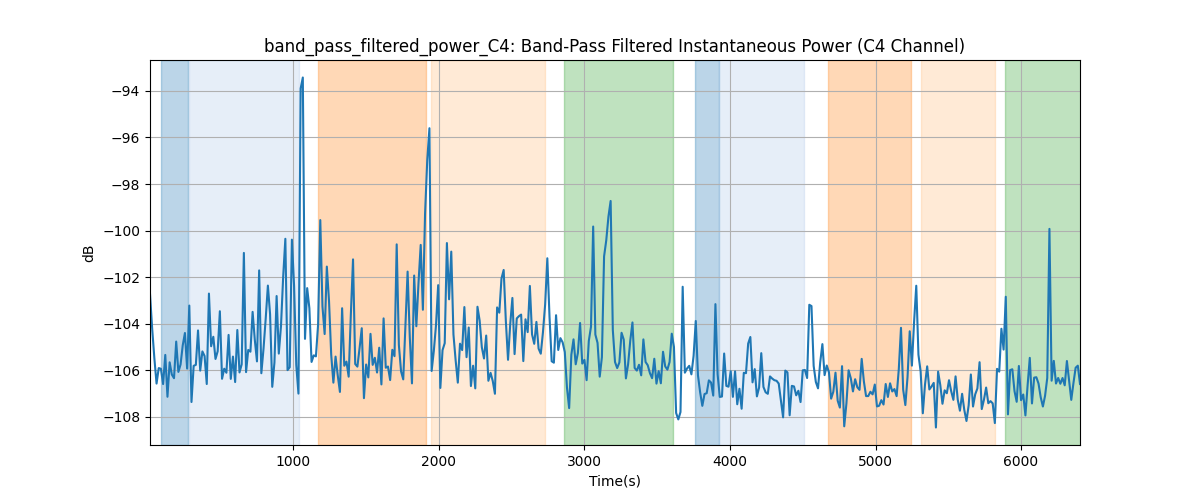 band_pass_filtered_power_C4: Band-Pass Filtered Instantaneous Power (C4 Channel)
dB
−94
−96
−98
−100
−102
−104
−106
−108
1000 2000 3000 4000 5000 6000
Time(s)